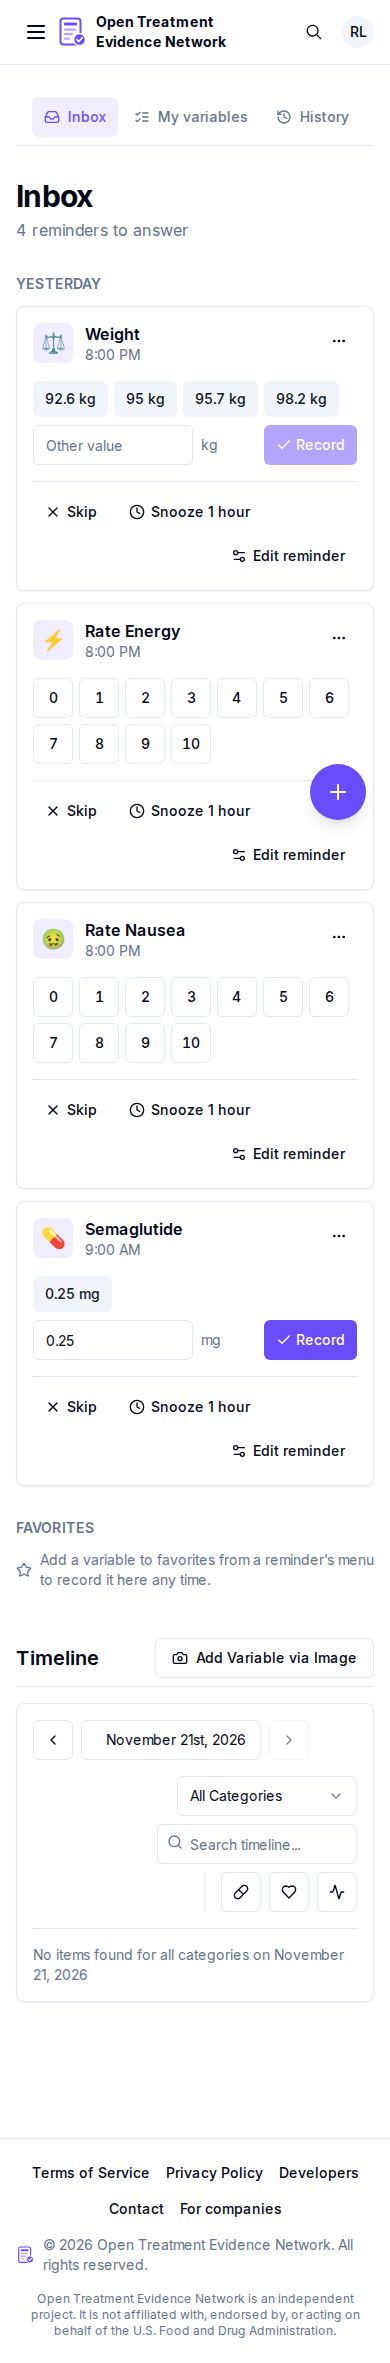 Open Treatment
Evidence Network
RL
Inbox
My variables
History
Inbox
4 reminders to answer
YESTERDAY
Weight
8:00 PM
92.6 kg
95 kg
95.7 kg
98.2 kg
Other value
kg
Record
Skip
Snooze 1 hour
Edit reminder
Rate Energy
8:00 PM
0
1
2
3
4
5
6
7
8
9
10
Skip
Snooze 1 hour
Edit reminder
Rate Nausea
8:00 PM
0
1
2
3
4
5
6
7
8
9
10
Skip
Snooze 1 hour
Edit reminder
Semaglutide
9:00 AM
0.25 mg
0.25
mg
Record
Skip
Snooze 1 hour
Edit reminder
FAVORITES
Add a variable to favorites from a reminder’s menu
to record it here any time.
Timeline
Add Variable via Image
November 21st, 2026
All Categories
Search timeline...
No items found for all categories on November
21, 2026
Terms of Service
Privacy Policy
Developers
Contact
For companies
© 2026 Open Treatment Evidence Network. All
rights reserved.
Open Treatment Evidence Network is an independent
project. It is not affiliated with, endorsed by, or acting on
behalf of the U.S. Food and Drug Administration.